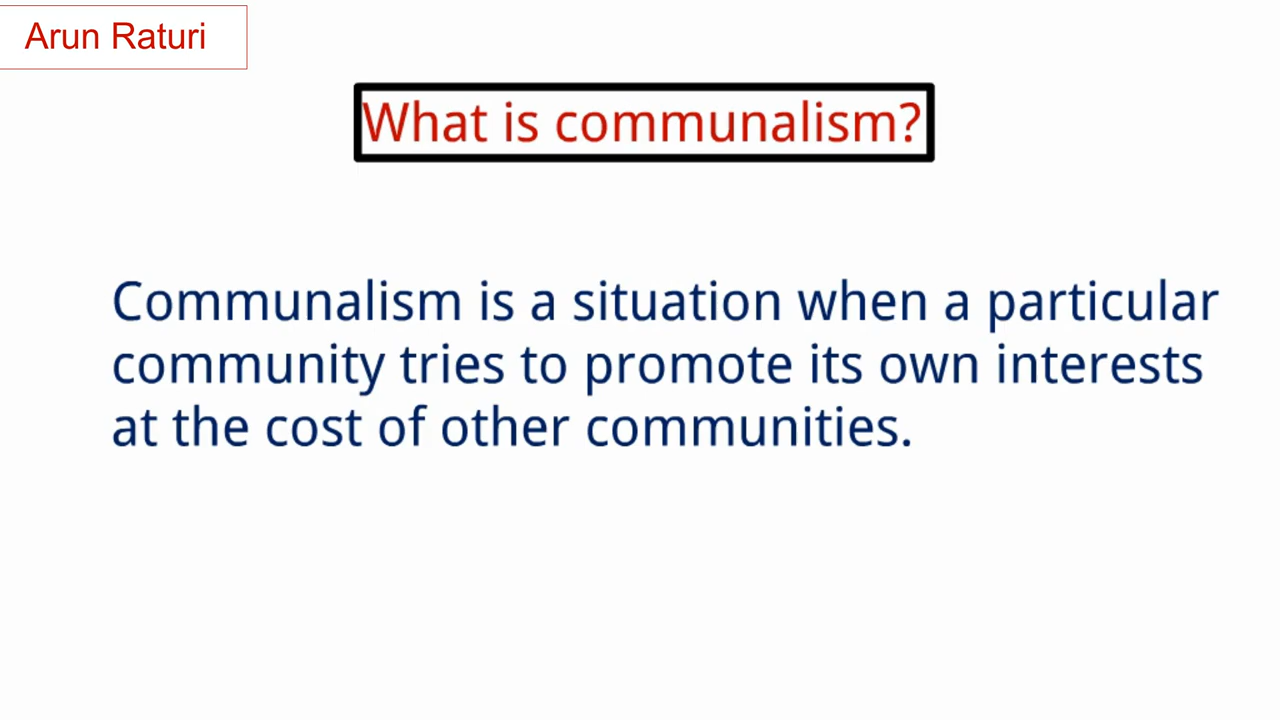 Arun Raturi
What is communalism?
Communalism is a situation when a particular
community tries to promote its own interests
at the cost of other communities.